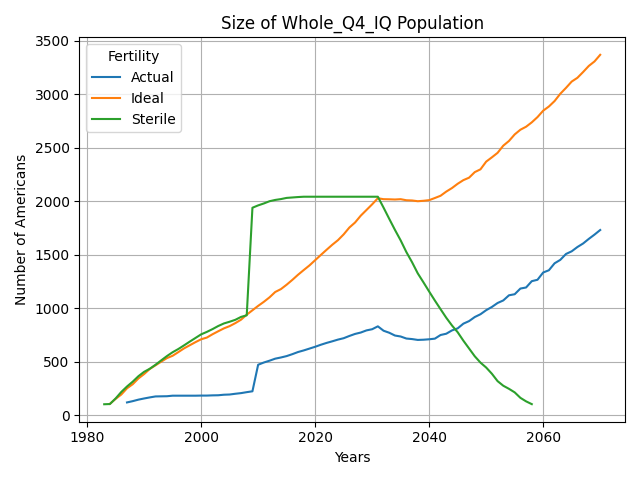 Size of Whole_Q4_IQ Population
Number of Americans
3500
3000
2500
2000
1500
1000
500
0
Fertility
Actual
Ideal
Sterile
1980
2000
2020
2040
2060
Years